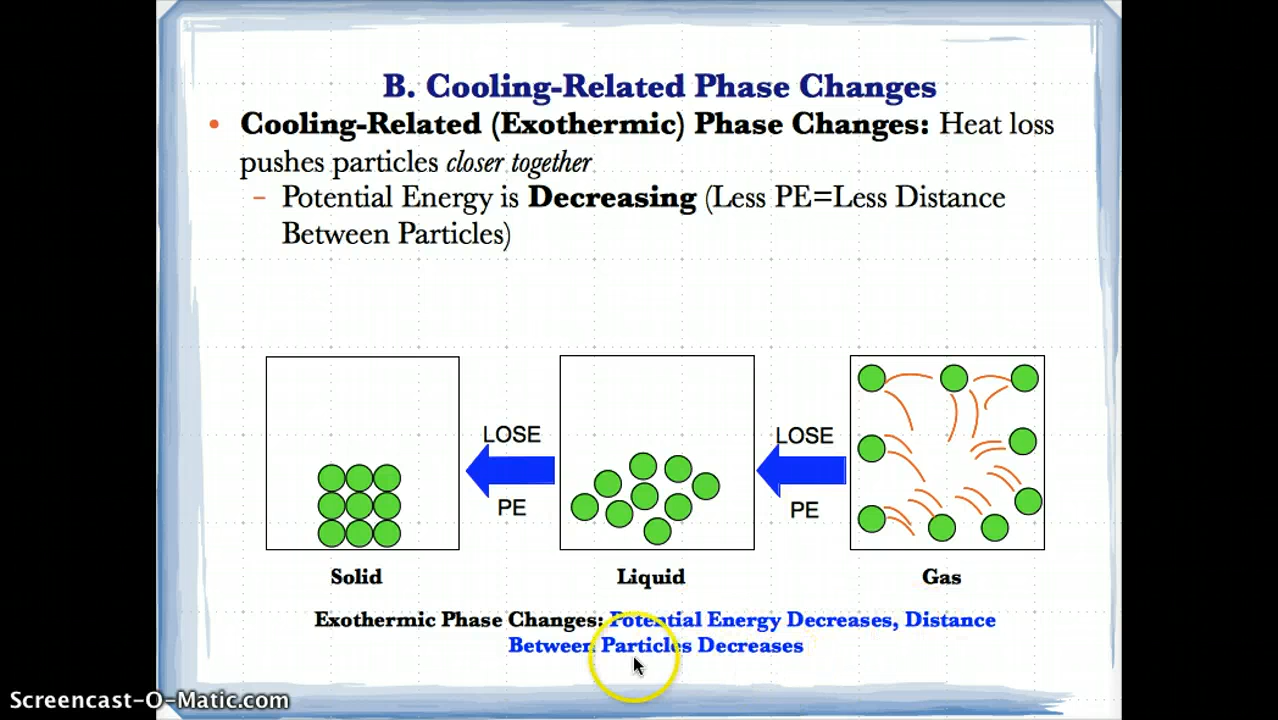 B. Cooling-Related Phase Changes
• Cooling-Related (Exothermic) Phase Changes: Heat loss
pushes particles closer together
– Potential Energy is Decreasing (Less PE=Less Distance
Between Particles)
LOSE
PE
LOSE
PE
Solid
Liquid
Gas
Exothermic Phase Changes: Potential Energy Decreases, Distance
Between Particles Decreases
Screencast-O-Matic.com